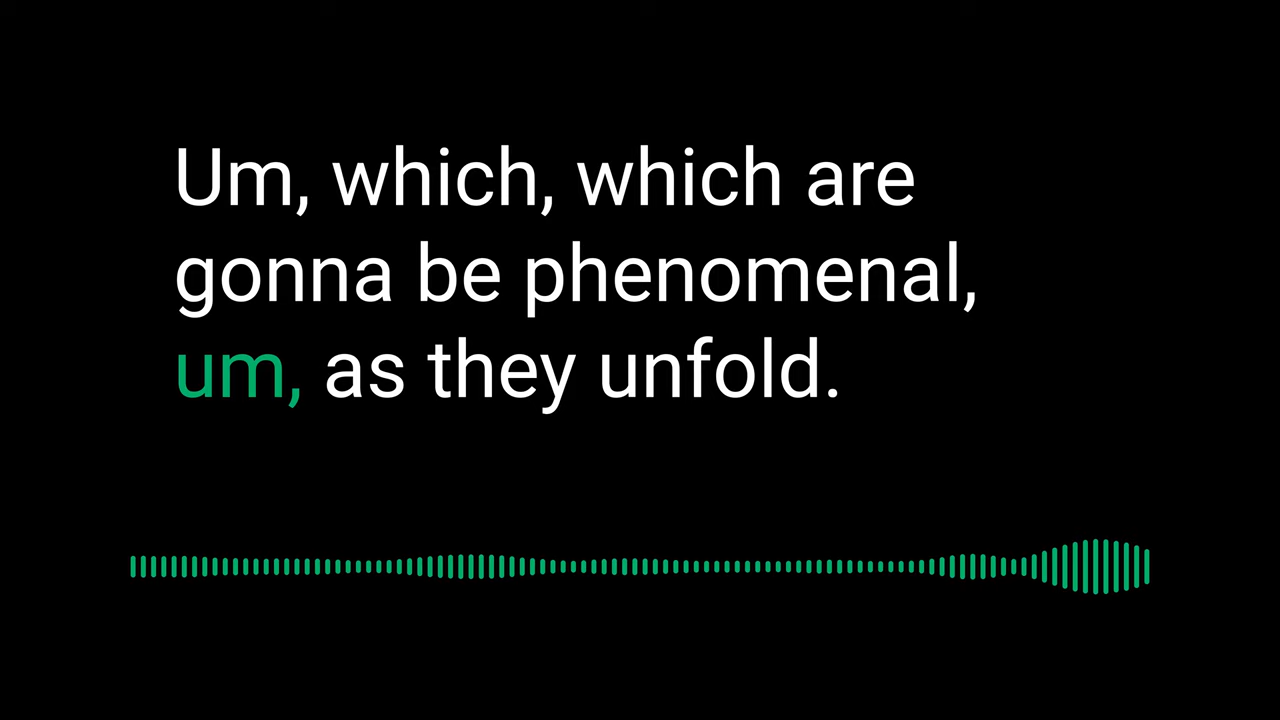 Um, which, which are
gonna be phenomenal,
um, as they unfold.